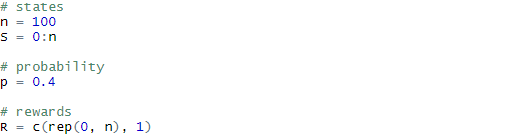 # states
n = 100
S = 0:n
# probability
p = 0.4
# rewards
R = c(rep(0, n), 1)